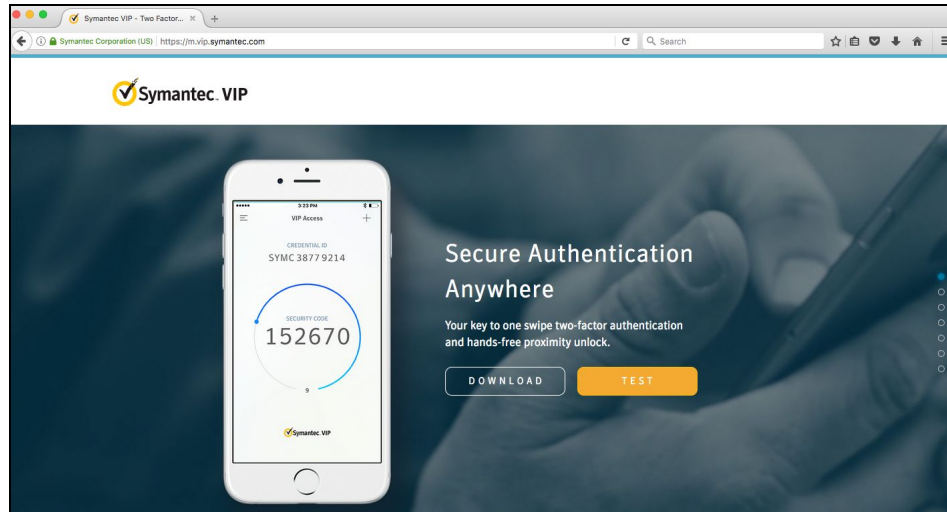 Symantec VIP - Two Factor...
Symantec Corporation (US) https://m.vip.symantec.com
Search
Symantec. VIP
3:23 PM
VIP Access
CREDENTIAL ID
SYMC 3877 9214
SECURITY CODE
152670
9
Symantec. VIP
Secure Authentication
Anywhere
Your key to one swipe two-factor authentication
and hands-free proximity unlock.
DOWNLOAD
TEST